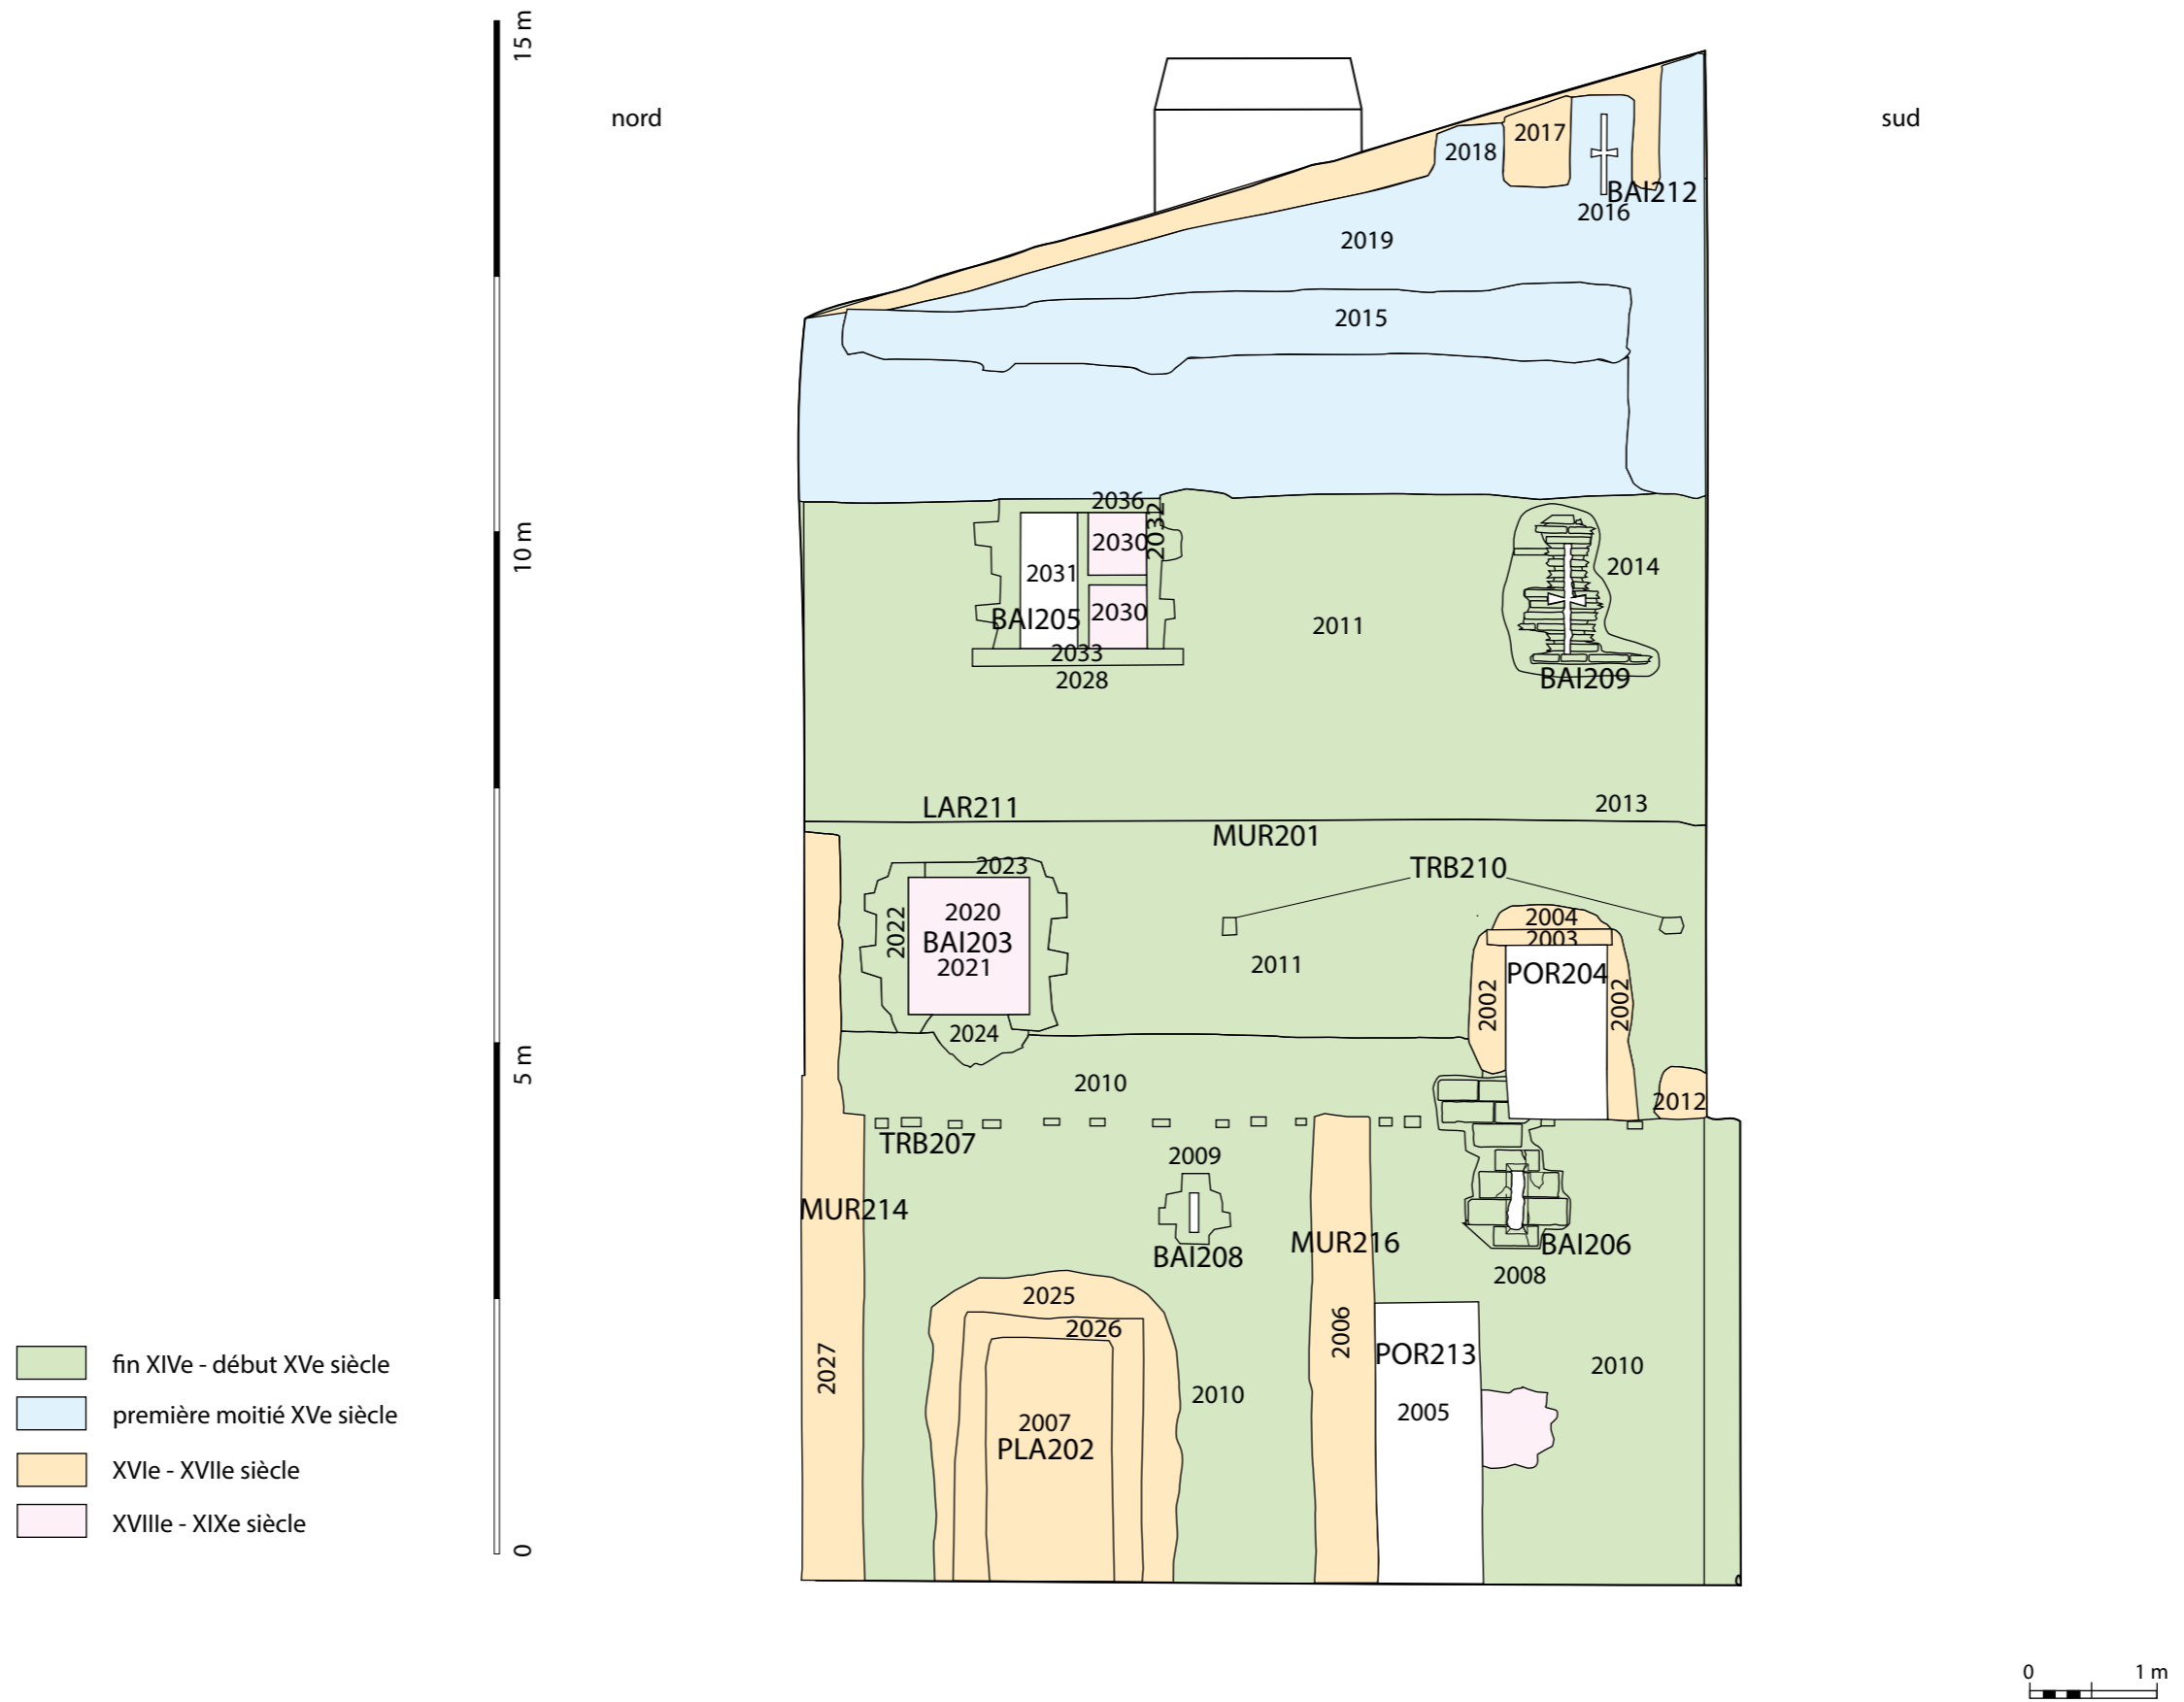 15 m
nord
sud
2017
2018
BAI212
2016
2019
2015
2036
2032
2030
10 m
2031
2014
BAI205
2030
2011
2033
2028
BAI209
LAR211
2013
MUR201
TRB210
2023
2022
2020
BAI203
2021
2004
2003
2011
POR204
2002
2002
2024
5 m
2010
2012
TRB207
2009
MUR214
BAI208
MUR216
BAI206
2008
2025
2026
2006
POR213
2027
2010
2010
2007
PLA202
2005
fin XIVe - début XVe siècle
première moitié XVe siècle
XVIe - XVIIe siècle
XVIIIe - XIXe siècle
0
0
1 m